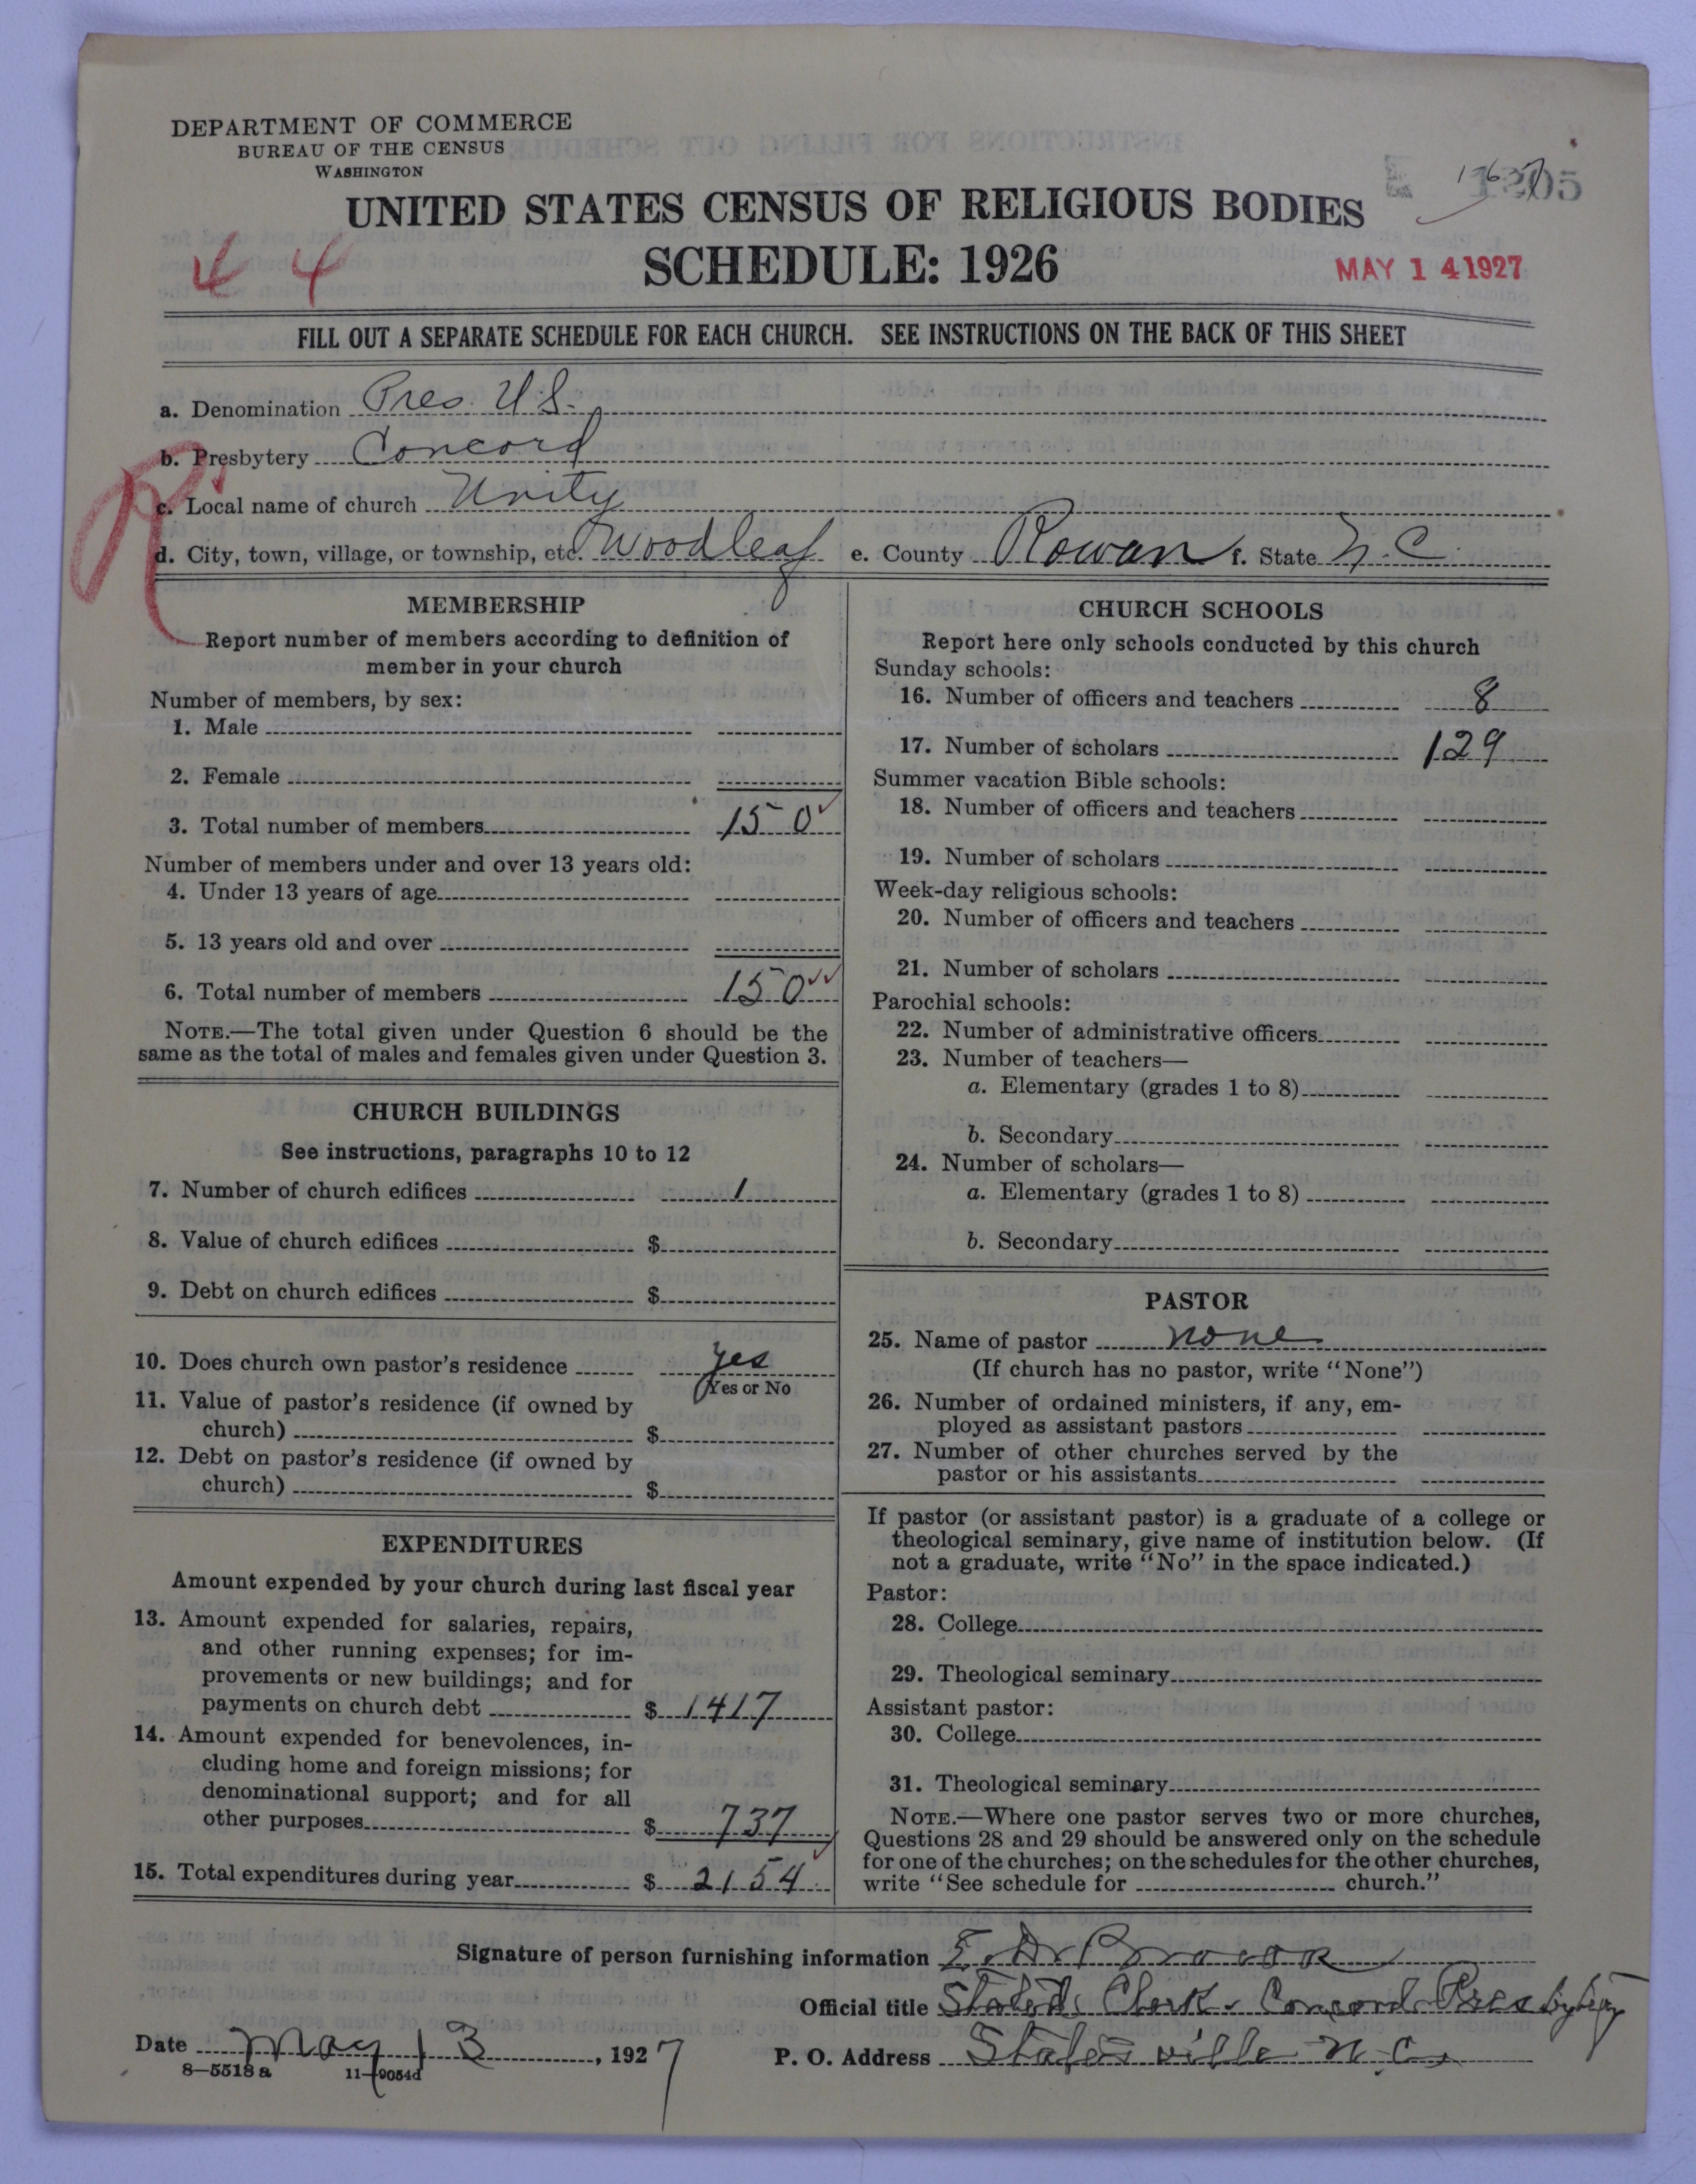 DEPARTMENT OF COMMERCE
BUREAU OF THE CENSUS
WASHINGTON
UNITED STATES CENSUS OF RELIGIOUS BODIES
SCHEDULE: 1926
MAY 14 1927
4 4
FILL OUT A SEPARATE SCHEDULE FOR EACH CHURCH. SEE INSTRUCTIONS ON THE BACK OF THIS SHEET
a. Denomination Pres. U.S.
b. Presbytery Concord
c. Local name of church Unity
d. City, town, village, or township, etc. Woodleaf e. County Rowan f. State N.C.
R
MEMBERSHIP
Report number of members according to definition of
member in your church
Number of members, by sex:
1. Male
2. Female
3. Total number of members 150
Number of members under and over 13 years old:
4. Under 13 years of age
5. 13 years old and over
6. Total number of members 150
NOTE.—The total given under Question 6 should be the
same as the total of males and females given under Question 3.
CHURCH BUILDINGS
See instructions, paragraphs 10 to 12
7. Number of church edifices 1
8. Value of church edifices $
9. Debt on church edifices $
10. Does church own pastor's residence yes
(Yes or No
11. Value of pastor's residence (if owned by
church) $
12. Debt on pastor's residence (if owned by
church) $
EXPENDITURES
Amount expended by your church during last fiscal year
13. Amount expended for salaries, repairs,
and other running expenses; for im-
provements or new buildings; and for
payments on church debt $ 1417
14. Amount expended for benevolences, in-
cluding home and foreign missions; for
denominational support; and for all
other purposes $ 737
15. Total expenditures during year $ 2154
CHURCH SCHOOLS
Report here only schools conducted by this church
Sunday schools:
16. Number of officers and teachers 8
17. Number of scholars 129
Summer vacation Bible schools:
18. Number of officers and teachers
19. Number of scholars
Week-day religious schools:
20. Number of officers and teachers
21. Number of scholars
Parochial schools:
22. Number of administrative officers
23. Number of teachers—
a. Elementary (grades 1 to 8)
b. Secondary
24. Number of scholars—
a. Elementary (grades 1 to 8)
b. Secondary
PASTOR
25. Name of pastor none
(If church has no pastor, write "None")
26. Number of ordained ministers, if any, em-
ployed as assistant pastors
27. Number of other churches served by the
pastor or his assistants
If pastor (or assistant pastor) is a graduate of a college or
theological seminary, give name of institution below. (If
not a graduate, write "No" in the space indicated.)
Pastor:
28. College
29. Theological seminary
Assistant pastor:
30. College
31. Theological seminary
NOTE.—Where one pastor serves two or more churches,
Questions 28 and 29 should be answered only on the schedule
for one of the churches; on the schedules for the other churches,
write "See schedule for church."
Signature of person furnishing information E. D. Brown
Official title Stated Clerk. Concord Presbytery
Date May 13, 1927 P. O. Address Statesville N.C.
8—5518 a 11—9054d